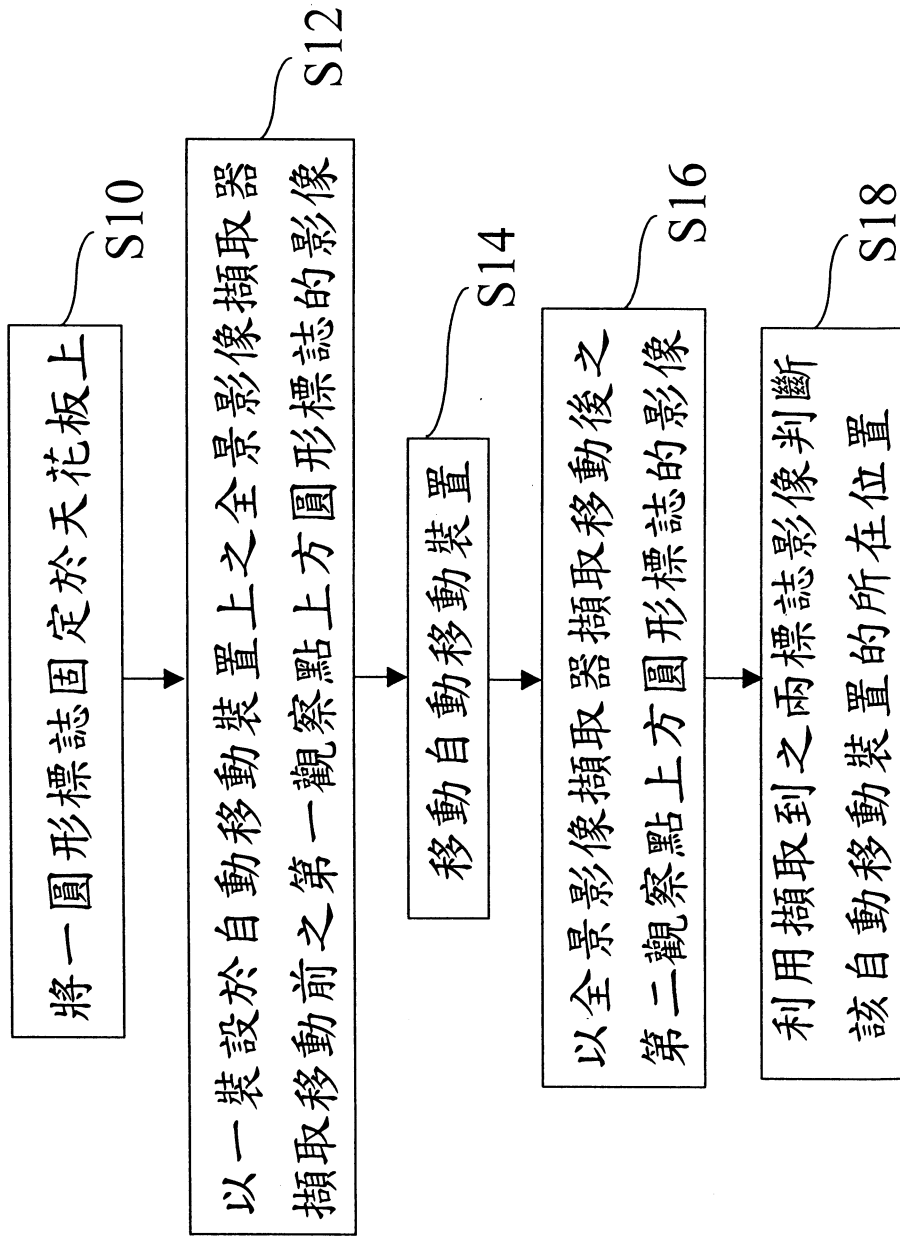 將一圓形標誌固定於天花板上
S10
以一裝設於自動移動裝置上之全景影像擷取器
擷取移動前之第一觀察點上方圓形標誌的影像
S12
移動自動移動裝置
S14
以全景影像擷取器擷取移動後之
第二觀察點上方圓形標誌的影像
S16
利用擷取到之兩標誌影像判斷
該自動移動裝置的所在位置
S18